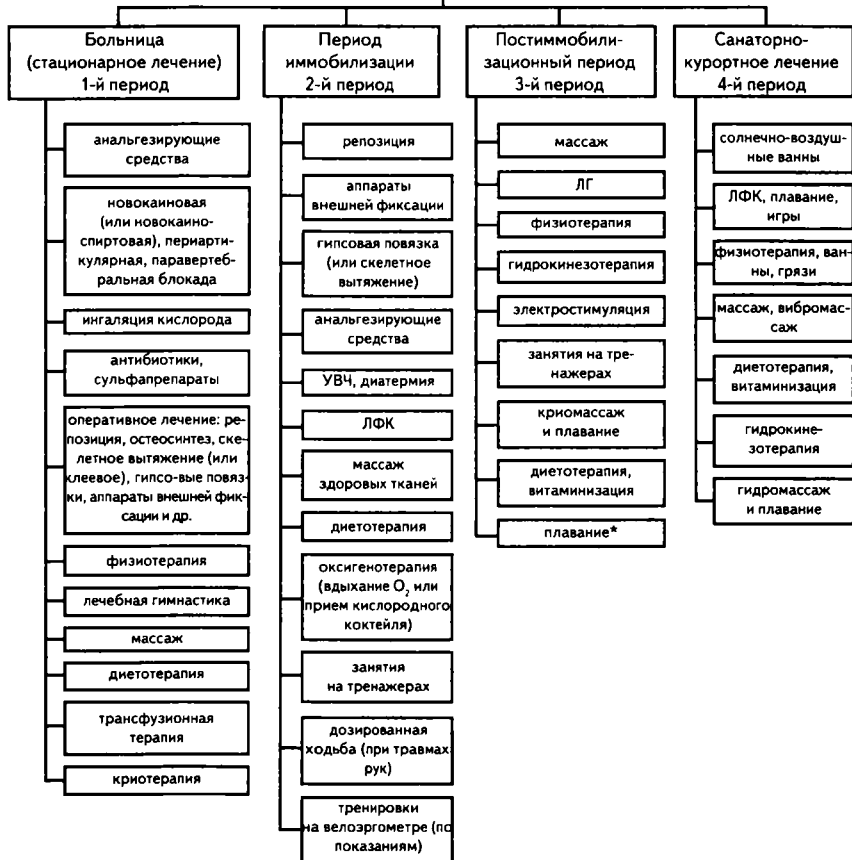 Больница
(стационарное лечение)
1-й период
анальгезирующие
средства
новокаиновая
(или новокаино-
спиртовая), периарти-
кулярная, паравертеб-
ральная блокада
ингаляция кислорода
антибиотики,
сульфапрепараты
оперативное лечение: ре-
позиция, остеосинтез, ске-
летное вытяжение (или
клеевое), гипсо-вые повяз-
ки, аппараты внешней фик-
сации и др.
физиотерапия
лечебная гимнастика
массаж
диетотерапия
трансфузионная
терапия
криотерапия
Период
иммобилизации
2-й период
репозиция
аппараты
внешней фиксации
гипсовая повязка
(или скелетное
вытяжение)
анальгезирующие
средства
УВЧ, диатермия
ЛФК
массаж
здоровых тканей
диетотерапия
оксигенотерапия
(вдыхание O₂ или
прием кислородного
коктейля)
занятия
на тренажерах
дозированная
ходьба (при травмах
рук)
тренировки
на велоэргометре (по
показаниям)
Постиммобили-
зационный период
3-й период
массаж
ЛГ
физиотерапия
гидрокинезотерапия
электростимуляция
занятия на тре-
нажерах
криомассаж
и плавание
диетотерапия,
витаминизация
плавание*
Санаторно-
курортное лечение
4-й период
солнечно-воздуш-
ные ванны
ЛФК, плавание,
игры
физиотерапия, ван-
ны, грязи
массаж, вибромас-
саж
диетотерапия,
витаминизация
гидрокине-
зотерапия
гидромассаж
и плавание